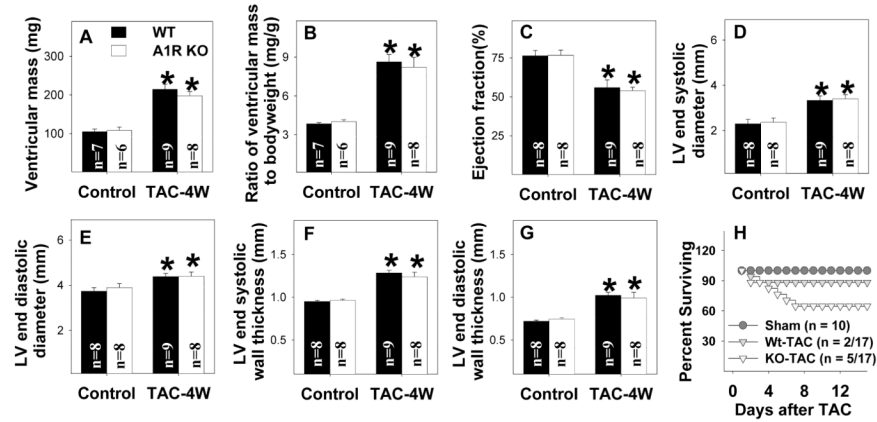 A
WT
A1R KO
Ventricular mass (mg)
300
200
100
*
*
n=7
n=6
n=9
n=8
Control
TAC-4W
B
Ratio of ventricular mass
to bodyweight (mg/g)
9
6
3
*
*
n=7
n=6
n=9
n=8
Control
TAC-4W
C
Ejection fraction(%)
75
50
25
*
*
n=8
n=8
n=9
n=8
Control
TAC-4W
D
LV end systolic
diameter (mm)
6
4
2
*
*
n=8
n=8
n=9
n=8
Control
TAC-4W
E
LV end diastolic
diameter (mm)
6
4
2
*
*
n=8
n=8
n=9
n=8
Control
TAC-4W
F
LV end systolic
wall thickness (mm)
1.5
1.0
0.5
*
*
n=8
n=8
n=9
n=8
Control
TAC-4W
G
LV end diastolic
wall thickness (mm)
1.5
1.0
0.5
*
*
n=8
n=8
n=9
n=8
Control
TAC-4W
H
Percent Surviving
120
90
60
30
Sham (n = 10)
Wt-TAC (n = 2/17)
KO-TAC (n = 5/17)
0 4 8 12
Days after TAC